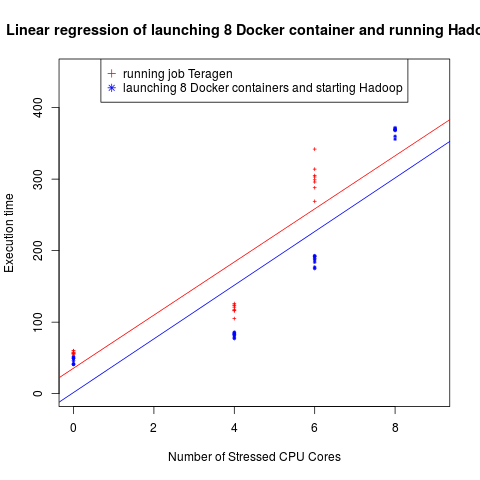 Linear regression of launching 8 Docker container and running
running job Teragen
launching 8 Docker containers and starting Hadoop
Execution time
400
300
200
100
0
0 2 4 6 8
Number of Stressed CPU Cores